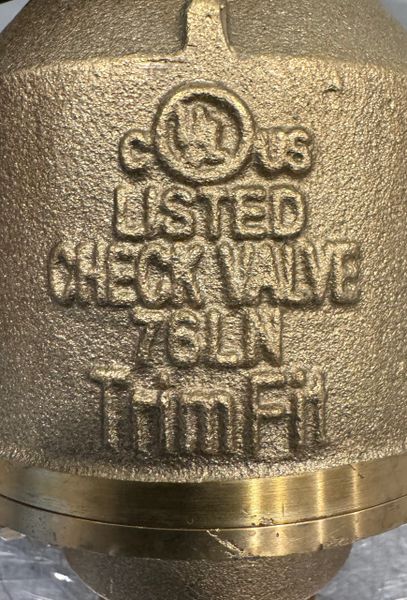 C UL US
LISTED
CHECK VALVE
76LN
TrimFit